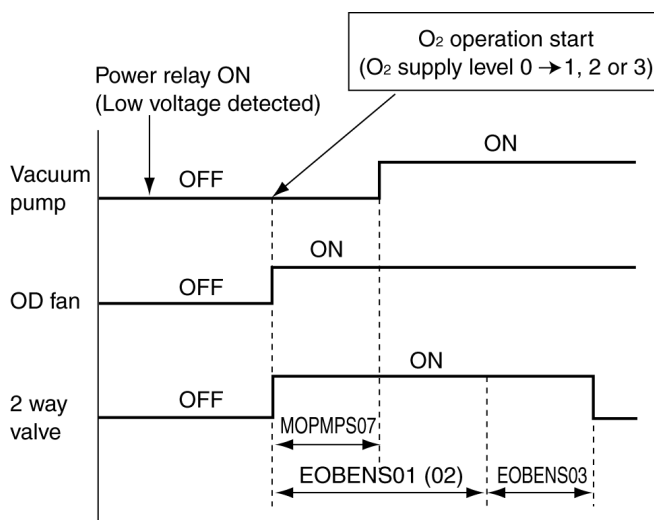 O₂ operation start
(O₂ supply level 0 → 1, 2 or 3)
Power relay ON
(Low voltage detected)
ON
Vacuum
pump
OFF
ON
OD fan
OFF
ON
2 way
valve
OFF
MOPMPS07
EOBENS01 (02)
EOBENS03